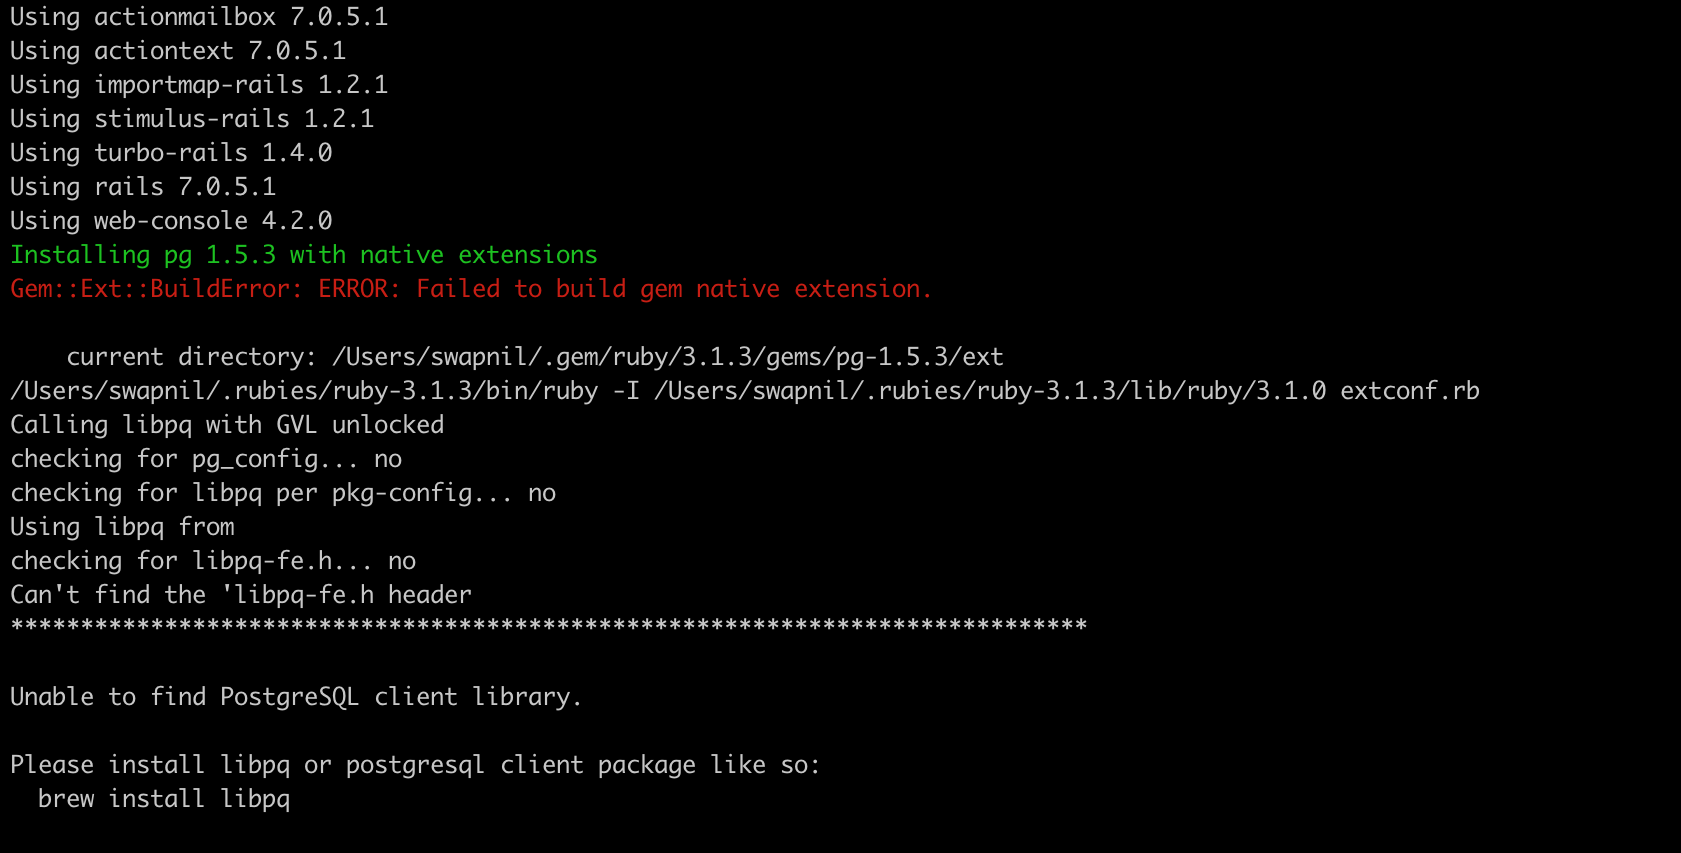 Using actionmailbox 7.0.5.1
Using actiontext 7.0.5.1
Using importmap-rails 1.2.1
Using stimulus-rails 1.2.1
Using turbo-rails 1.4.0
Using rails 7.0.5.1
Using web-console 4.2.0
Installing pg 1.5.3 with native extensions
Gem::Ext::BuildError: ERROR: Failed to build gem native extension.
current directory: /Users/swapnil/.gem/ruby/3.1.3/gems/pg-1.5.3/ext
/Users/swapnil/.rubies/ruby-3.1.3/bin/ruby -I /Users/swapnil/.rubies/ruby-3.1.3/lib/ruby/3.1.0 extconf.rb
Calling libpq with GVL unlocked
checking for pg_config... no
checking for libpq per pkg-config... no
Using libpq from
checking for libpq-fe.h... no
Can't find the 'libpq-fe.h header
*****************************************************************************
Unable to find PostgreSQL client library.
Please install libpq or postgresql client package like so:
brew install libpq